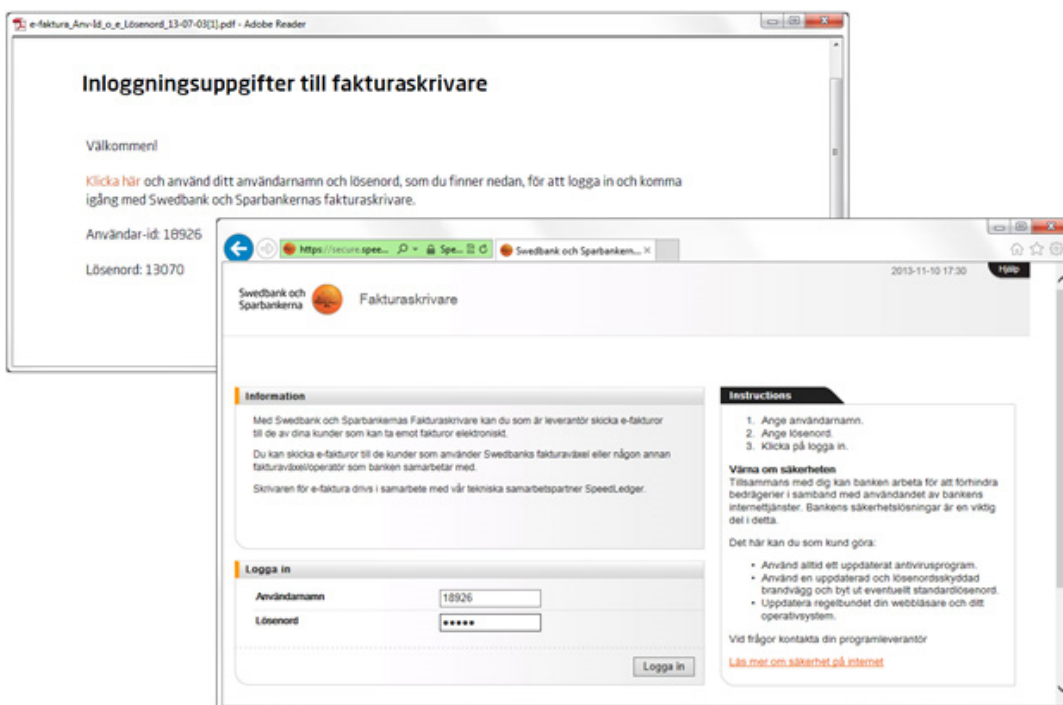 e-faktura_Anv-Id_o_e_Lösenord_13-07-03[1].pdf - Adobe Reader
Inloggningsuppgifter till fakturaskrivare
Välkommen!
Klicka här och använd ditt användarnamn och lösenord, som du finner nedan, för att logga in och komma
igång med Swedbank och Sparbankernas fakturaskrivare.
Användar-id: 18926
Lösenord: 13070
https://secure.spee...
Spe...
Swedbank och Sparbankern...
2013-11-10 17:30
Hjälp
Swedbank och
Sparbankerna
Fakturaskrivare
Information
Med Swedbank och Sparbankernas Fakturaskrivare kan du som är leverantör skicka e-fakturor
till de av dina kunder som kan ta emot fakturor elektroniskt.
Du kan skicka e-fakturor till de kunder som använder Swedbanks fakturaväxel eller någon annan
fakturaväxel/operatör som banken samarbetar med.
Skrivaren för e-faktura drivs i samarbete med vår tekniska samarbetspartner SpeedLedger.
Logga in
Användarnamn
18926
Lösenord
•••••
Logga in
Instructions
1. Ange användarnamn.
2. Ange lösenord.
3. Klicka på logga in.
Värna om säkerheten
Tillsammans med dig kan banken arbeta för att förhindra
bedrägerier i samband med användandet av bankens
internettjänster. Bankens säkerhetslösningar är en viktig
del i detta.
Det här kan du som kund göra:
• Använd alltid ett uppdaterat antivirusprogram.
• Använd en uppdaterad och lösenordsskyddad
brandvägg och byt ut eventuellt standardlösenord.
• Uppdatera regelbundet din webbläsare och ditt
operativsystem.
Vid frågor kontakta din programleverantör
Läs mer om säkerhet på internet